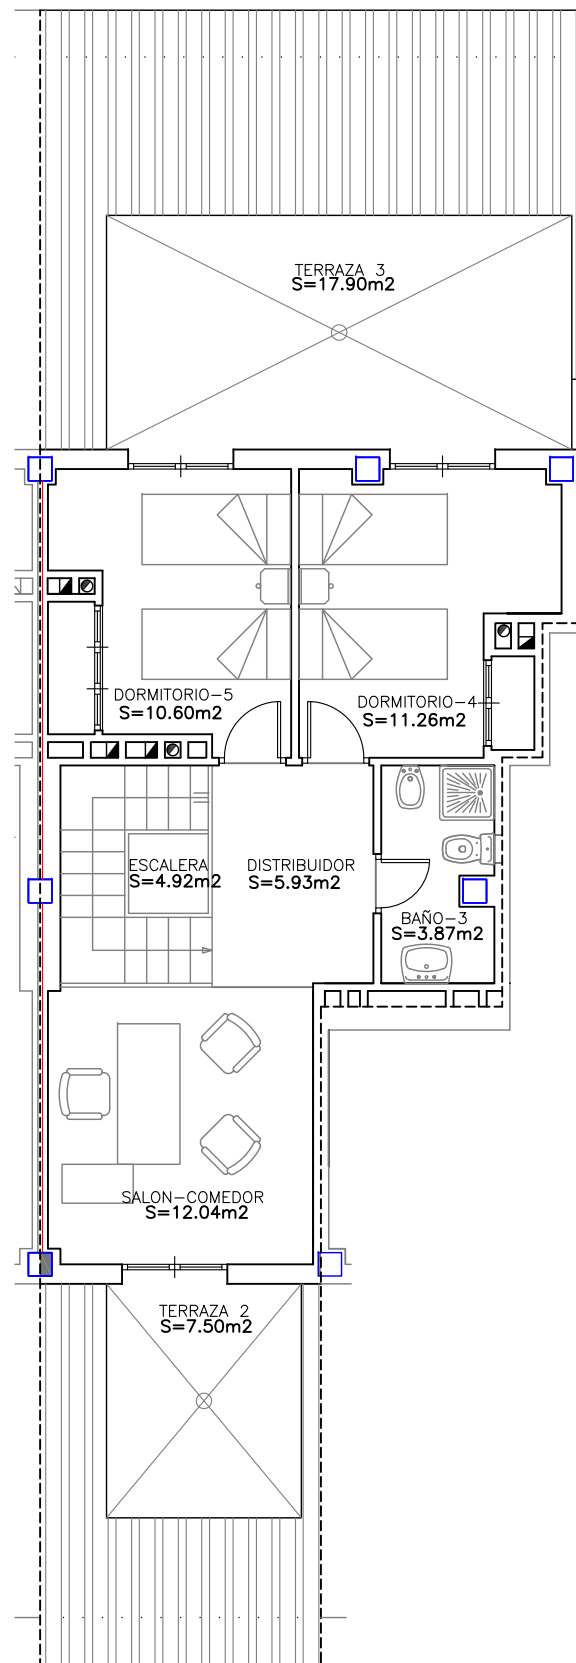 TERRAZA 3
S=17.90m2
DORMITORIO-5
S=10.60m2
DORMITORIO-4
S=11.26m2
ESCALERA
S=4.92m2
DISTRIBUIDOR
S=5.93m2
BAÑO-3
S=3.87m2
SALON-COMEDOR
S=12.04m2
TERRAZA 2
S=7.50m2